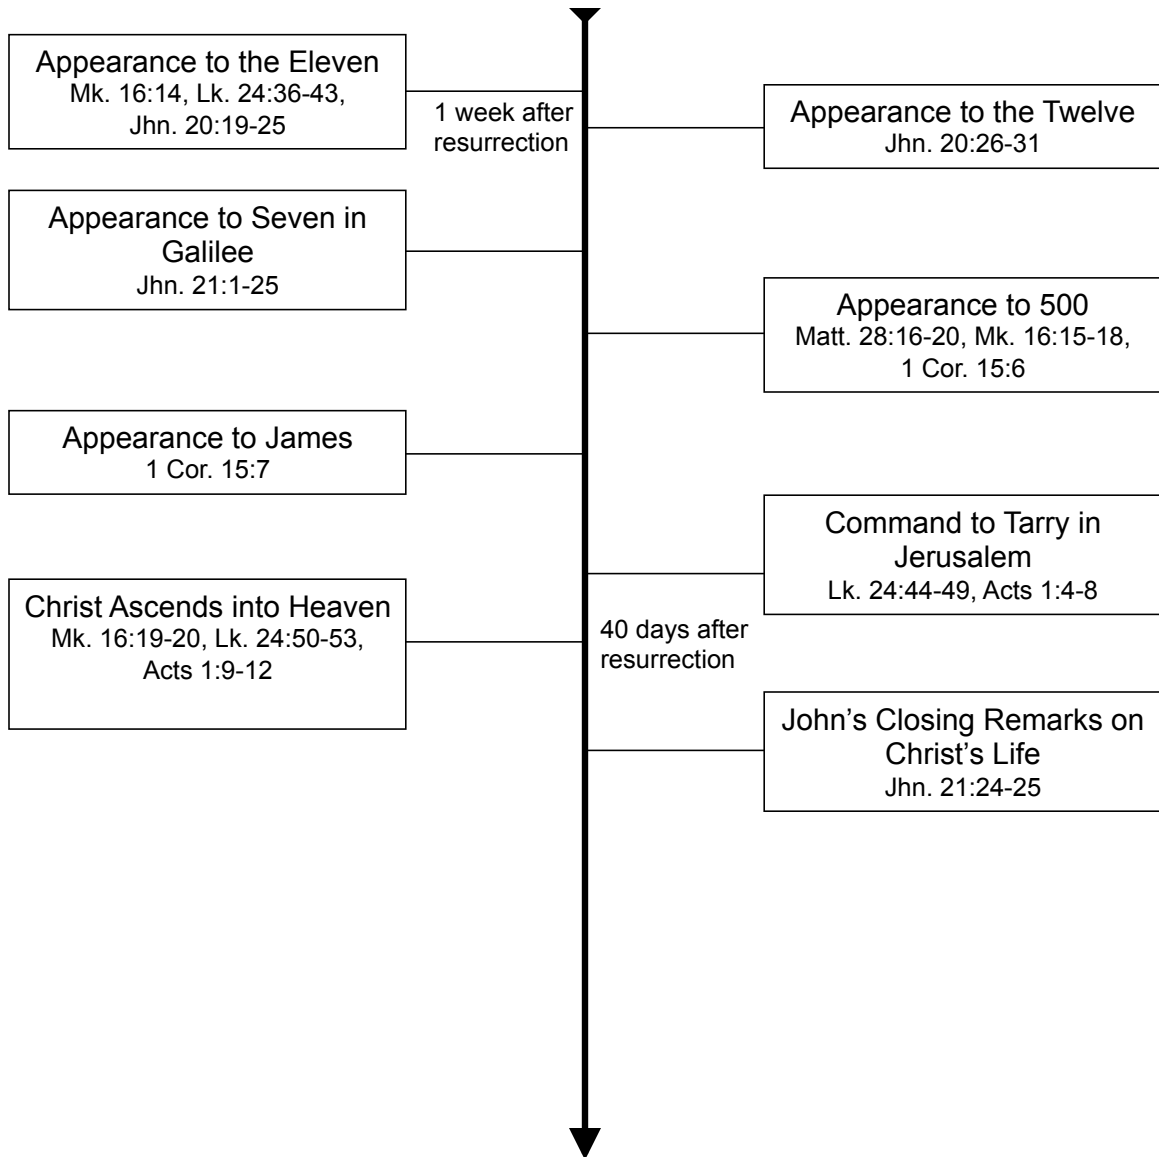 Appearance to the Eleven
Mk. 16:14, Lk. 24:36-43,
Jhn. 20:19-25
1 week after
resurrection
Appearance to the Twelve
Jhn. 20:26-31
Appearance to Seven in
Galilee
Jhn. 21:1-25
Appearance to 500
Matt. 28:16-20, Mk. 16:15-18,
1 Cor. 15:6
Appearance to James
1 Cor. 15:7
Command to Tarry in
Jerusalem
Lk. 24:44-49, Acts 1:4-8
Christ Ascends into Heaven
Mk. 16:19-20, Lk. 24:50-53,
Acts 1:9-12
40 days after
resurrection
John’s Closing Remarks on
Christ’s Life
Jhn. 21:24-25